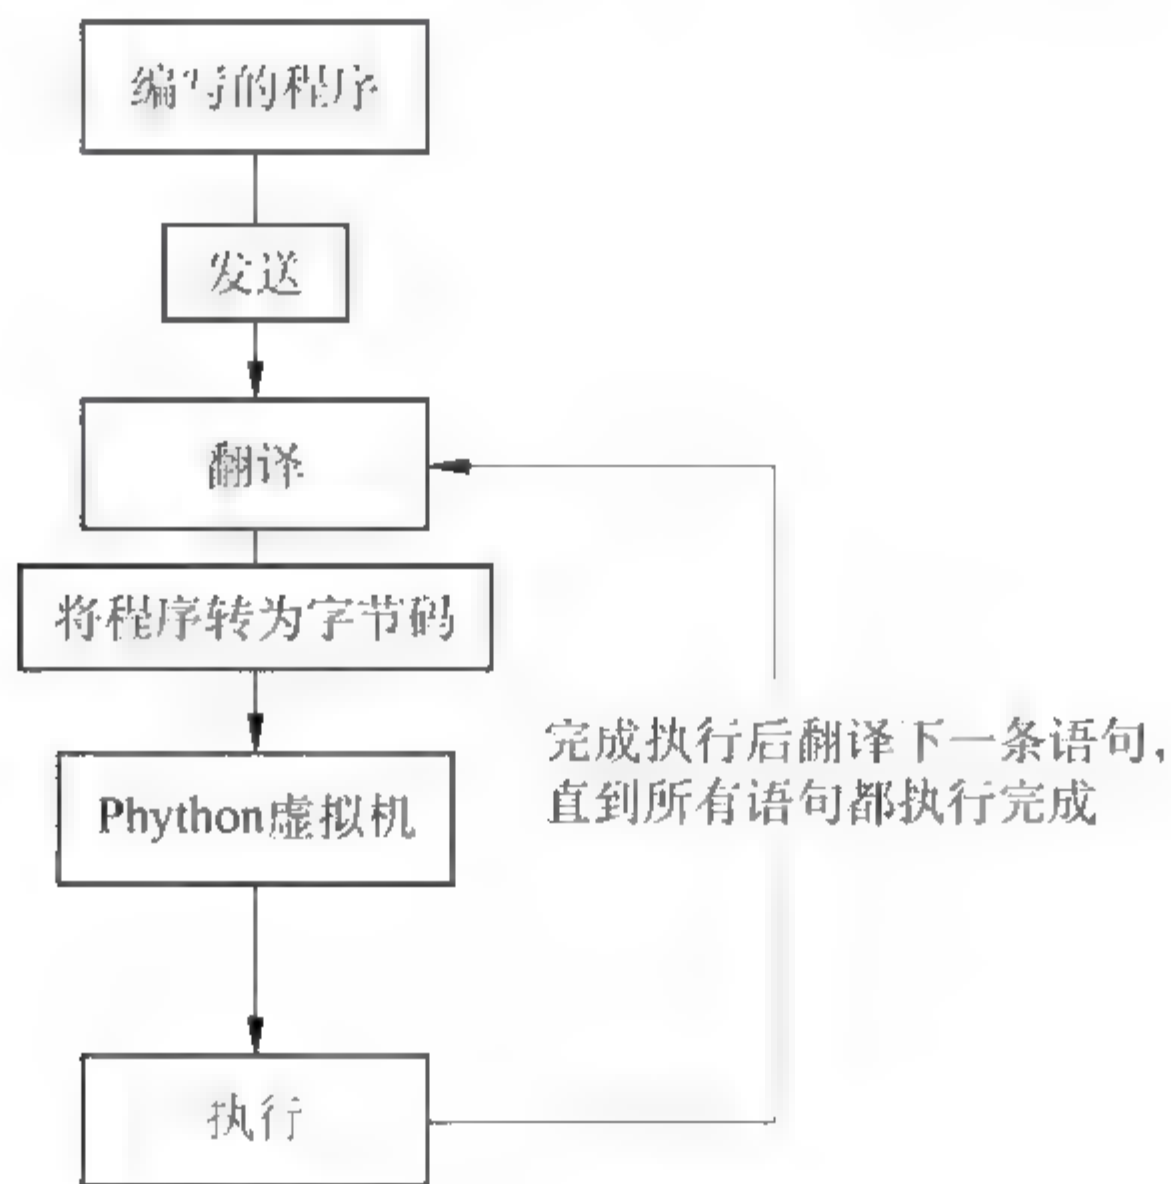 编写的程序
发送
翻译
将程序转为字节码
Phython虚拟机
完成执行后翻译下一条语句,
直到所有语句都执行完成
执行